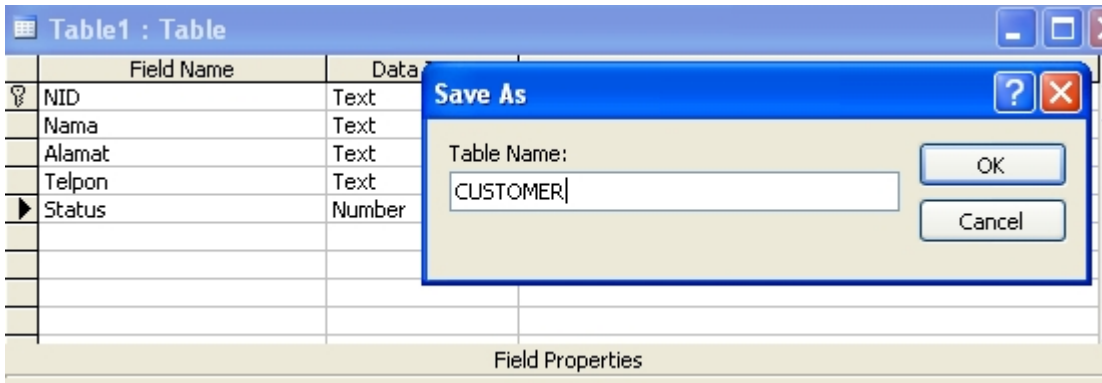 Table1 : Table
Field Name Data
NID Text
Nama Text
Alamat Text
Telpon Text
Status Number
Save As
Table Name:
CUSTOMER
OK
Cancel
Field Properties